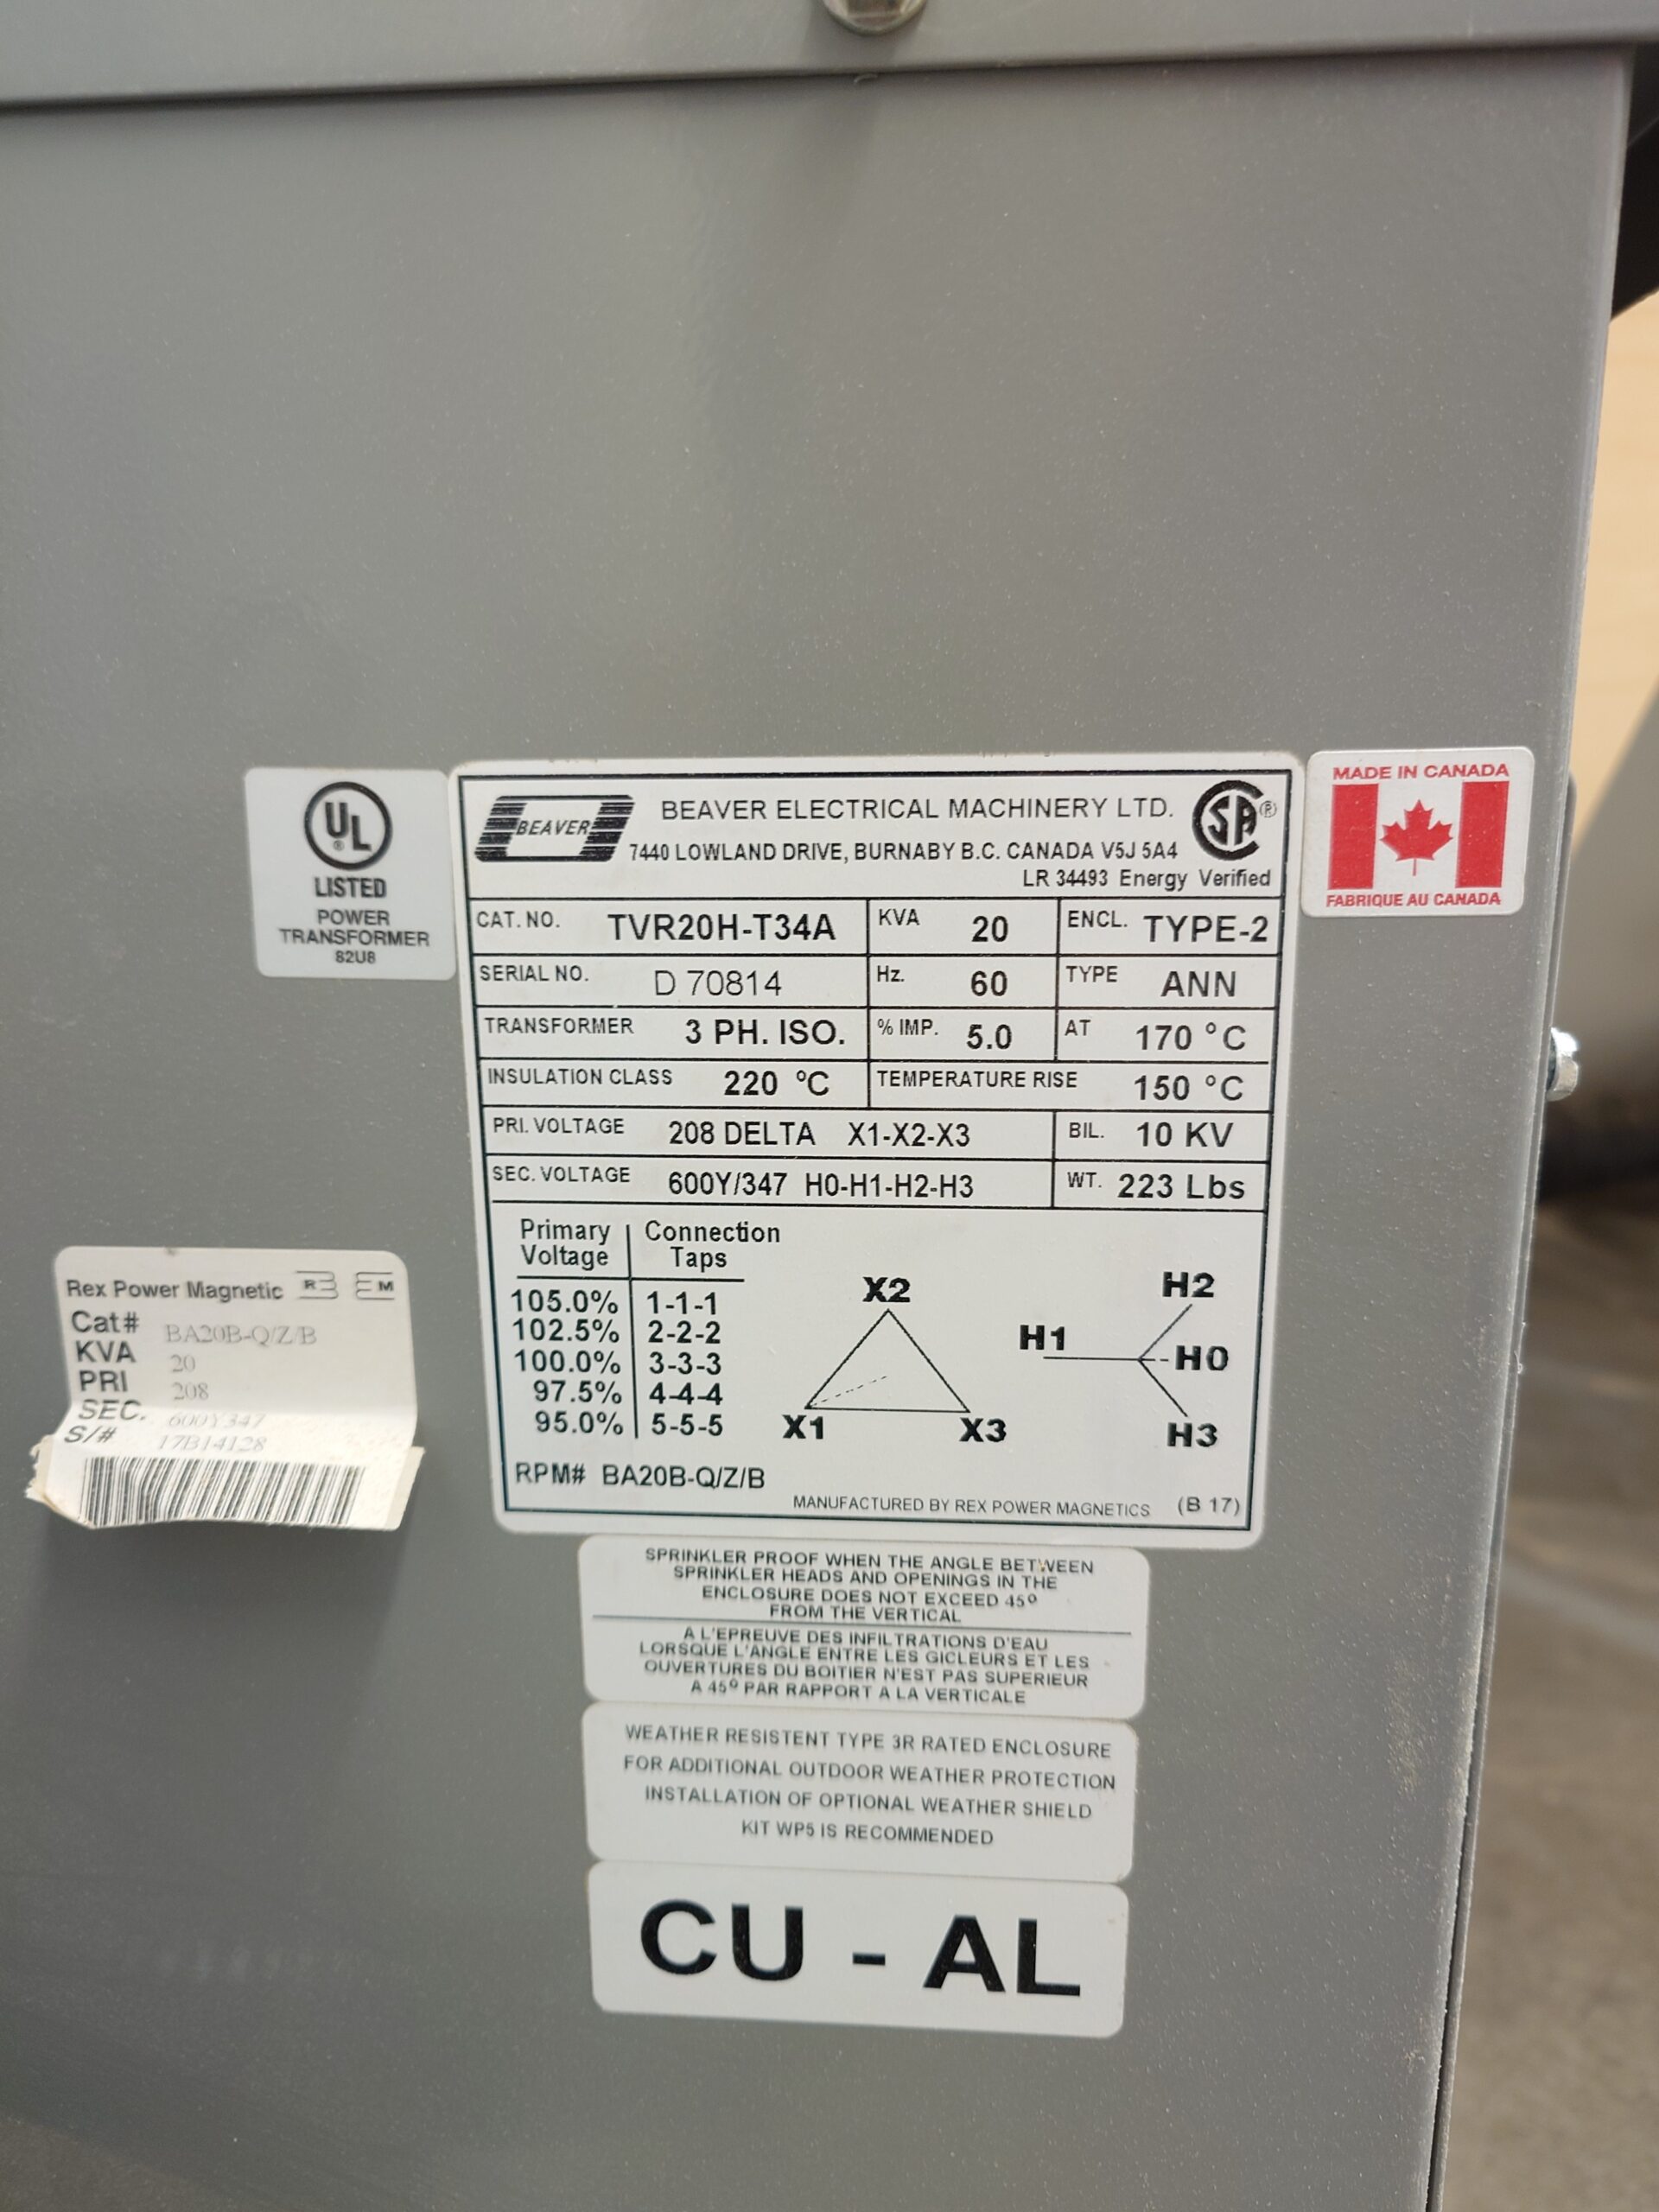 UL
®
LISTED
POWER
TRANSFORMER
82U8
BEAVER
BEAVER ELECTRICAL MACHINERY LTD.
7440 LOWLAND DRIVE, BURNABY B.C. CANADA V5J 5A4
LR 34493 Energy Verified
SA ®
MADE IN CANADA
FABRIQUE AU CANADA
CAT. NO. TVR20H-T34A KVA 20 ENCL. TYPE-2
SERIAL NO. D 70814 Hz. 60 TYPE ANN
TRANSFORMER 3 PH. ISO. % IMP. 5.0 AT 170 °C
INSULATION CLASS 220 °C TEMPERATURE RISE 150 °C
PRI. VOLTAGE 208 DELTA X1-X2-X3 BIL. 10 KV
SEC. VOLTAGE 600Y/347 H0-H1-H2-H3 WT. 223 Lbs
Primary Voltage Connection Taps
105.0% 1-1-1
102.5% 2-2-2
100.0% 3-3-3
97.5% 4-4-4
95.0% 5-5-5
X2
X1 X3
H2
H1 H0
H3
RPM# BA20B-Q/Z/B
MANUFACTURED BY REX POWER MAGNETICS (B 17)
Rex Power Magnetic
Cat# BA20B-Q/Z/B
KVA 20
PRI 208
SEC. 600Y347
S/# 17B14128
SPRINKLER PROOF WHEN THE ANGLE BETWEEN
SPRINKLER HEADS AND OPENINGS IN THE
ENCLOSURE DOES NOT EXCEED 45º
FROM THE VERTICAL
A L'EPREUVE DES INFILTRATIONS D'EAU
LORSQUE L'ANGLE ENTRE LES GICLEURS ET LES
OUVERTURES DU BOITIER N'EST PAS SUPERIEUR
A 45º PAR RAPPORT A LA VERTICALE
WEATHER RESISTENT TYPE 3R RATED ENCLOSURE
FOR ADDITIONAL OUTDOOR WEATHER PROTECTION
INSTALLATION OF OPTIONAL WEATHER SHIELD
KIT WP5 IS RECOMMENDED
CU - AL